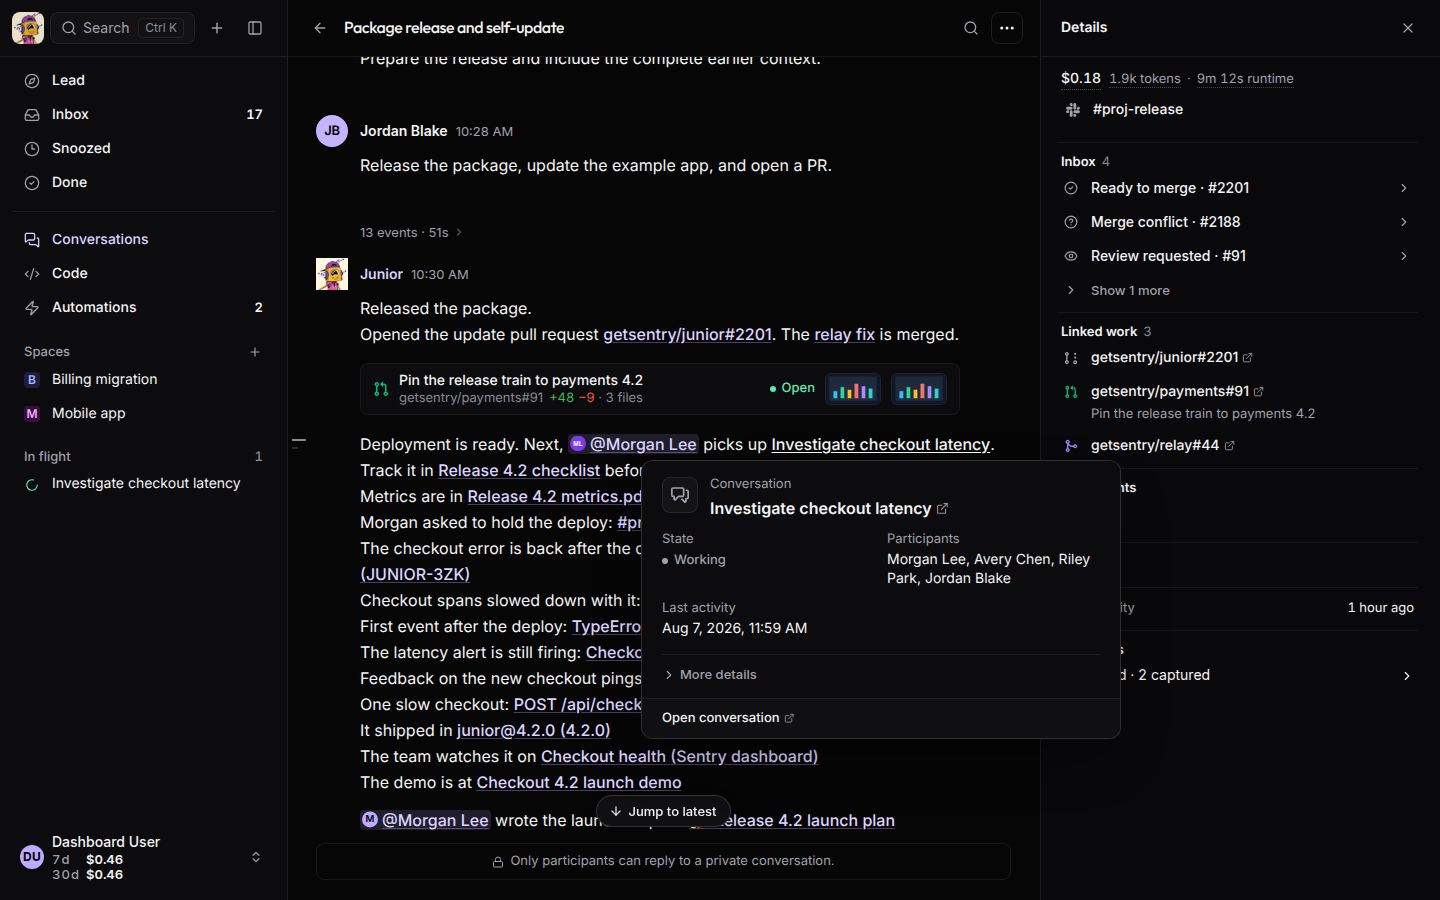 Search
Ctrl K
Lead
Inbox 17
Snoozed
Done
Conversations
Code
Automations 2
Spaces
B Billing migration
M Mobile app
In flight 1
Investigate checkout latency
DU Dashboard User
7d $0.46
30d $0.46
Package release and self-update
Prepare the release and include the complete earlier context.
JB Jordan Blake 10:28 AM
Release the package, update the example app, and open a PR.
13 events · 51s
Junior 10:30 AM
Released the package.
Opened the update pull request getsentry/junior#2201. The relay fix is merged.
Pin the release train to payments 4.2
getsentry/payments#91 +48 −9 · 3 files
Open
Deployment is ready. Next, ML @Morgan Lee picks up Investigate checkout latency.
Track it in Release 4.2 checklist
Metrics are in Release 4.2 metrics.pd
Morgan asked to hold the deploy:
The checkout error is back after the
(JUNIOR-3ZK)
Checkout spans slowed down with it:
First event after the deploy: TypeErro
The latency alert is still firing:
Feedback on the new checkout pings
One slow checkout: POST /api/check
It shipped in junior@4.2.0 (4.2.0)
The team watches it on Checkout health (Sentry dashboard)
The demo is at Checkout 4.2 launch demo
M @Morgan Lee wrote the elease 4.2 launch plan
Jump to latest
Only participants can reply to a private conversation.
Conversation
Investigate checkout latency
State
Working
Participants
Morgan Lee, Avery Chen, Riley
Park, Jordan Blake
Last activity
Aug 7, 2026, 11:59 AM
More details
Open conversation
Details
$0.18 1.9k tokens · 9m 12s runtime
#proj-release
Inbox 4
Ready to merge · #2201
Merge conflict · #2188
Review requested · #91
Show 1 more
Linked work 3
getsentry/junior#2201
getsentry/payments#91
Pin the release train to payments 4.2
getsentry/relay#44
nts
ity 1 hour ago
s
d · 2 captured